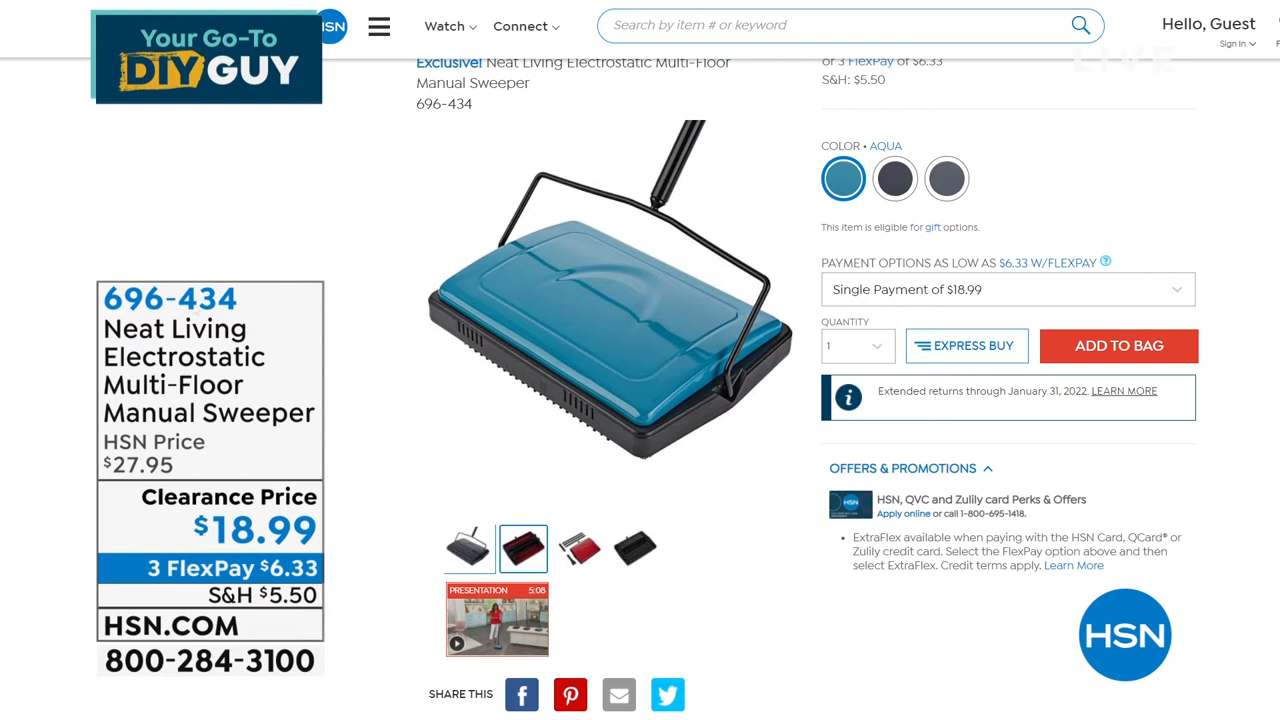 Your Go-To
DIY GUY
HSN
Watch
Connect
Search by item # or keyword
Hello, Guest
Sign In
LIVE
Exclusive! Neat Living Electrostatic Multi-Floor
Manual Sweeper
696-434
or 3 FlexPay of $6.33
S&H: $5.50
COLOR • AQUA
This item is eligible for gift options.
PAYMENT OPTIONS AS LOW AS $6.33 W/FLEXPAY ?
Single Payment of $18.99
QUANTITY
1
EXPRESS BUY
ADD TO BAG
i
Extended returns through January 31, 2022. LEARN MORE
OFFERS & PROMOTIONS
HSN
HSN, QVC and Zulily card Perks & Offers
Apply online or call 1-800-695-1418.
• ExtraFlex available when paying with the HSN Card, QCard® or
Zulily credit card. Select the FlexPay option above and then
select ExtraFlex. Credit terms apply. Learn More
696-434
Neat Living
Electrostatic
Multi-Floor
Manual Sweeper
HSN Price
$27.95
Clearance Price
$18.99
3 FlexPay $6.33
S&H $5.50
HSN.COM
800-284-3100
PRESENTATION 5:08
SHARE THIS
HSN